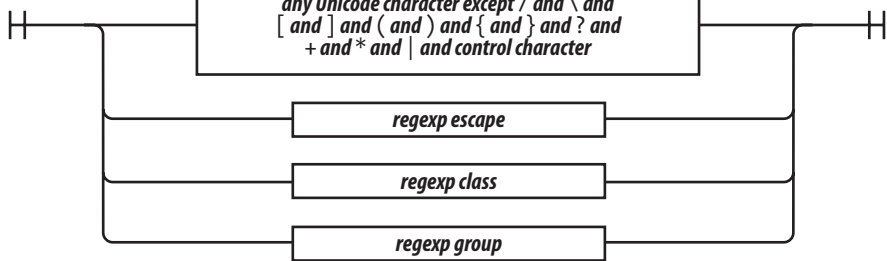 any Unicode character except / and \ and
[ and ] and ( and ) and { and } and ? and
+ and * and | and control character
regexp escape
regexp class
regexp group